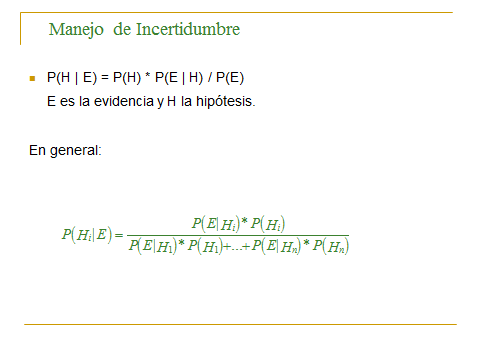 Manejo de Incertidumbre
P(H | E) = P(H) * P(E | H) / P(E)
E es la evidencia y H la hipótesis.
En general:
P(Hi|E) = P(E|Hi)* P(Hi) / P(E|H1)* P(H1)+...+P(E|Hn)* P(Hn)